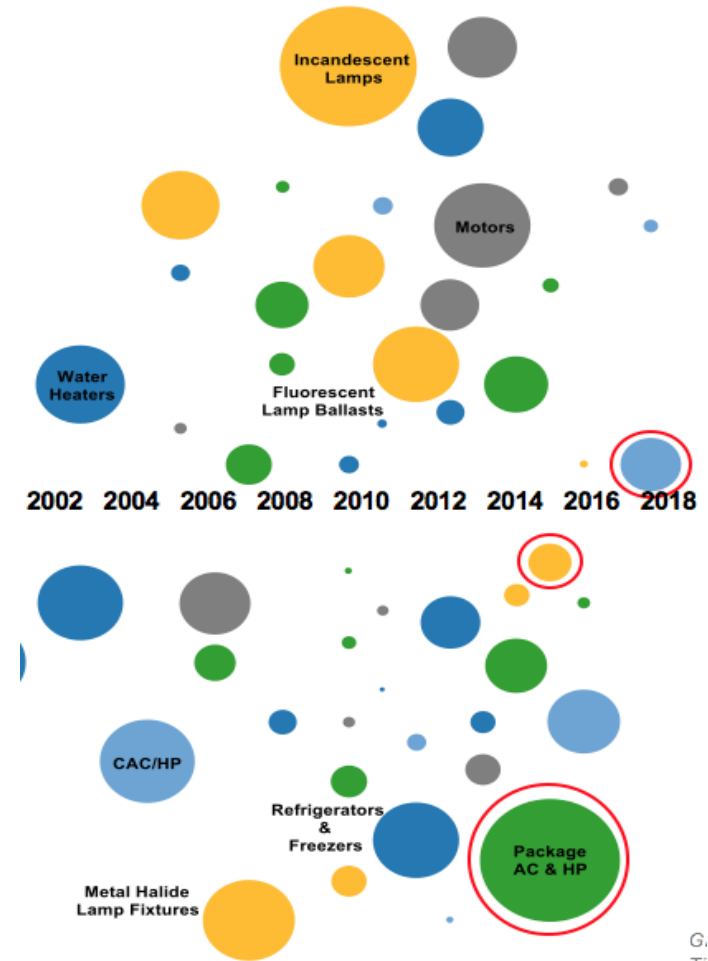 Incandescent
Lamps
Motors
Water
Heaters
Fluorescent
Lamp Ballasts
2002 2004 2006 2008 2010 2012 2014 2016 2018
CAC/HP
Refrigerators
&
Freezers
Package
AC & HP
Metal Halide
Lamp Fixtures